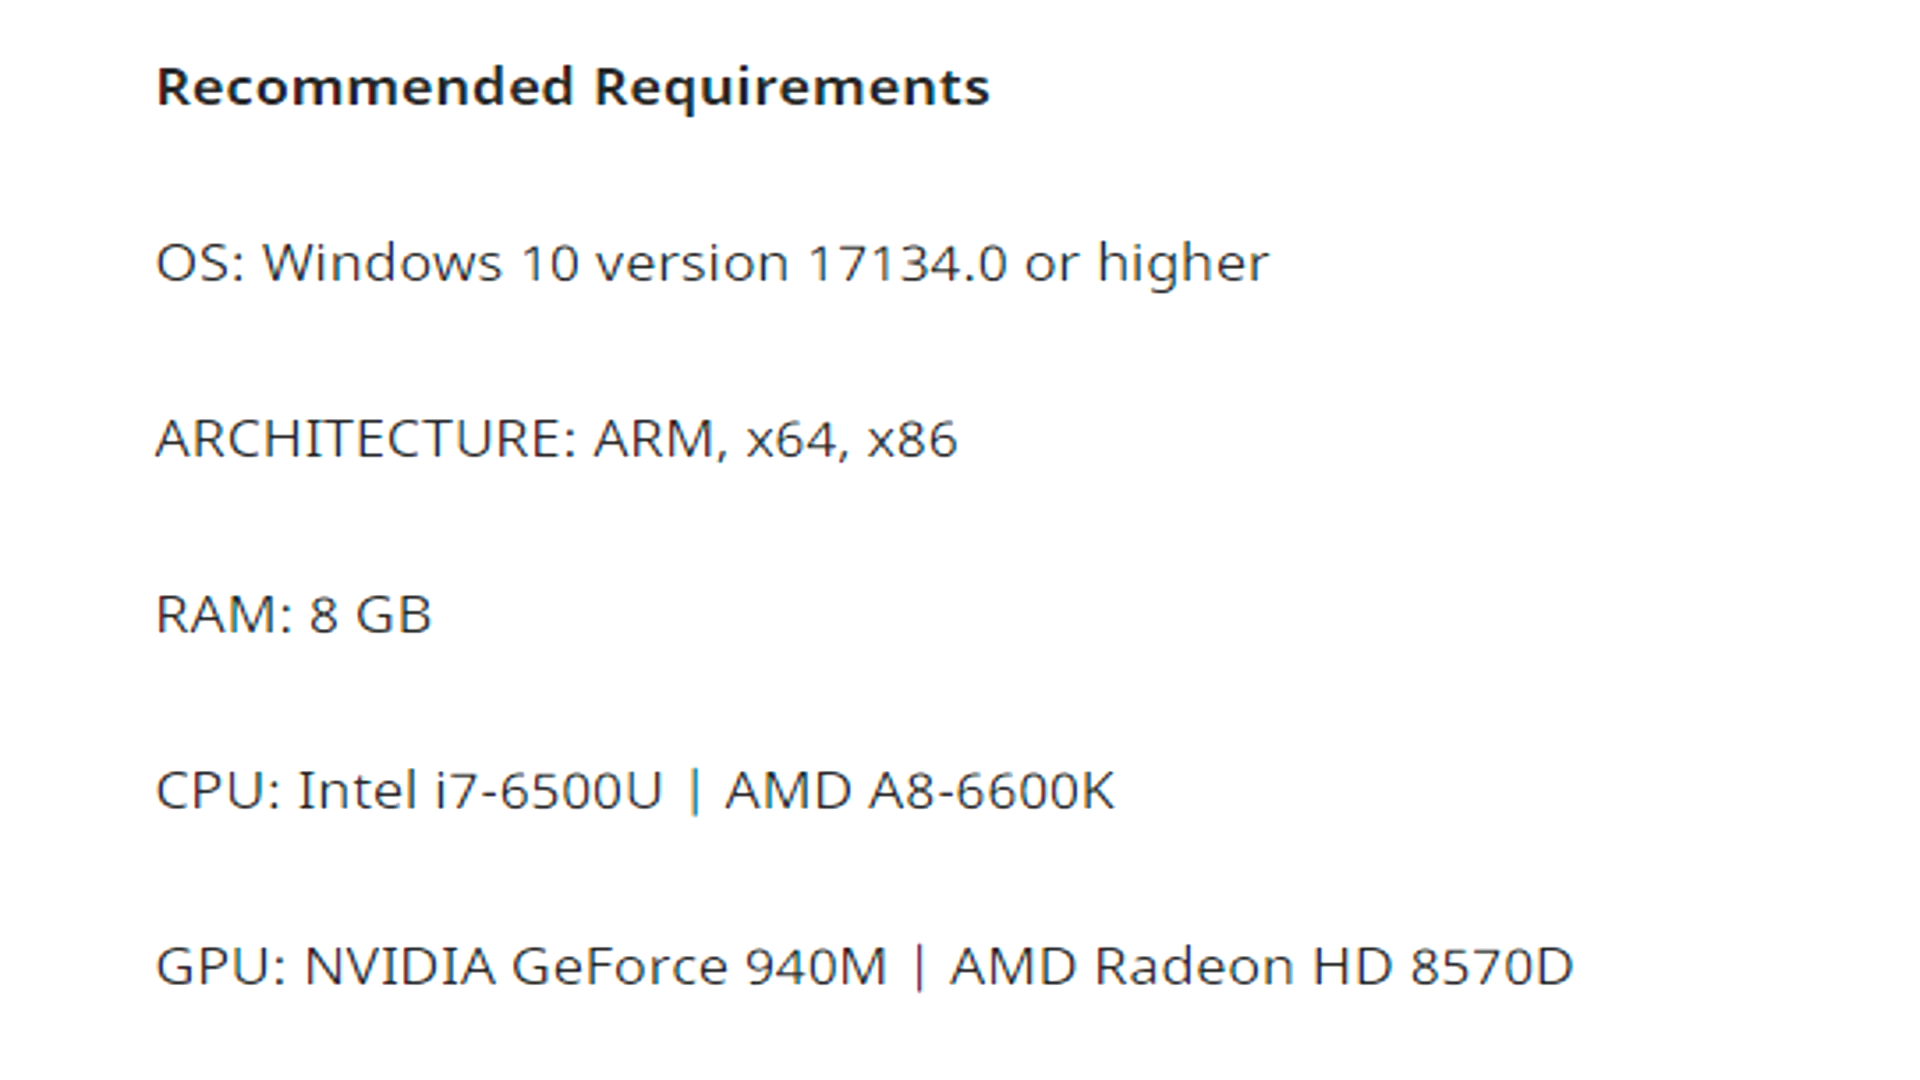 Recommended Requirements
OS: Windows 10 version 17134.0 or higher
ARCHITECTURE: ARM, x64, x86
RAM: 8 GB
CPU: Intel i7-6500U | AMD A8-6600K
GPU: NVIDIA GeForce 940M | AMD Radeon HD 8570D